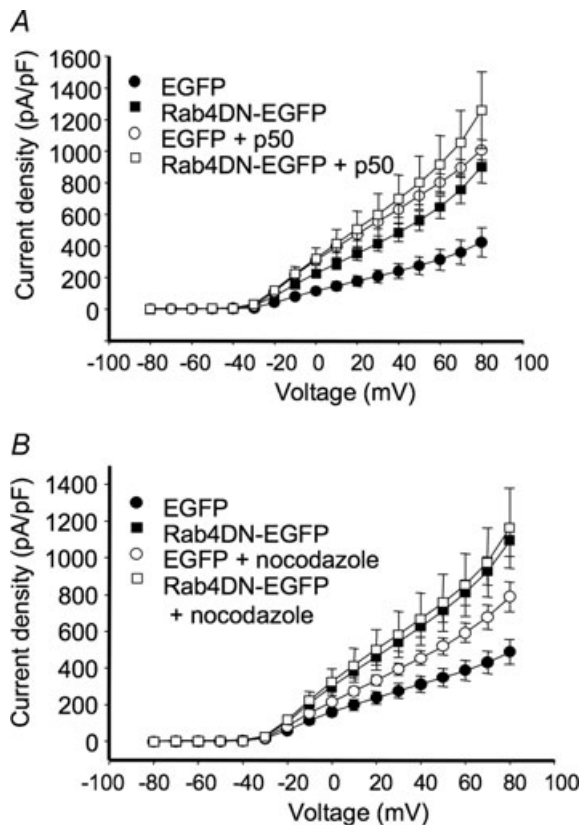 A
Current density (pA/pF)
1600
1400
1200
1000
800
600
400
200
0
EGFP
Rab4DN-EGFP
EGFP + p50
Rab4DN-EGFP + p50
-100 -80 -60 -40 -20 0 20 40 60 80 100
Voltage (mV)
B
Current density (pA/pF)
1400
1200
1000
800
600
400
200
0
EGFP
Rab4DN-EGFP
EGFP + nocodazole
Rab4DN-EGFP
+ nocodazole
-100 -80 -60 -40 -20 0 20 40 60 80 100
Voltage (mV)